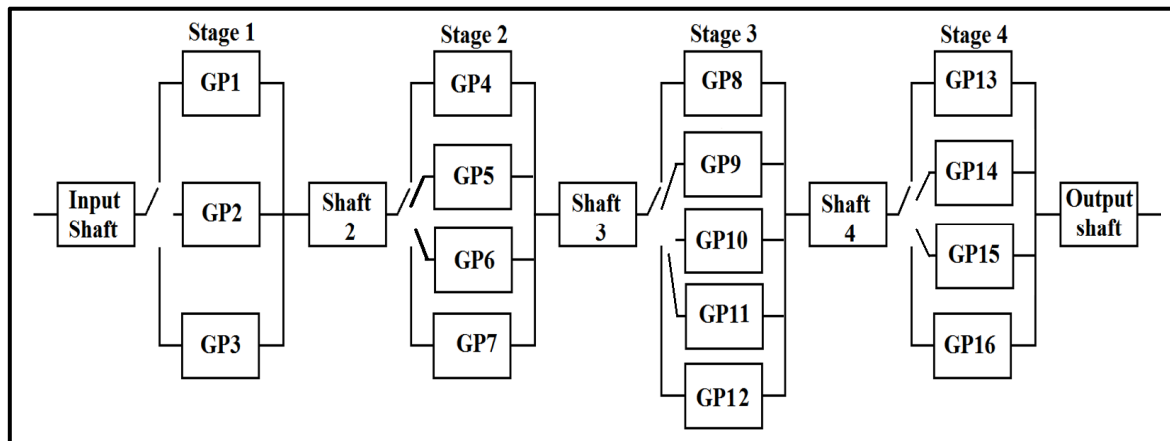 Stage 1
Stage 2
Stage 3
Stage 4
GP1
GP4
GP8
GP13
GP5
GP9
GP14
Input
Shaft
GP2
Shaft
2
Shaft
3
GP10
Shaft
4
Output
shaft
GP6
GP15
GP11
GP3
GP7
GP16
GP12